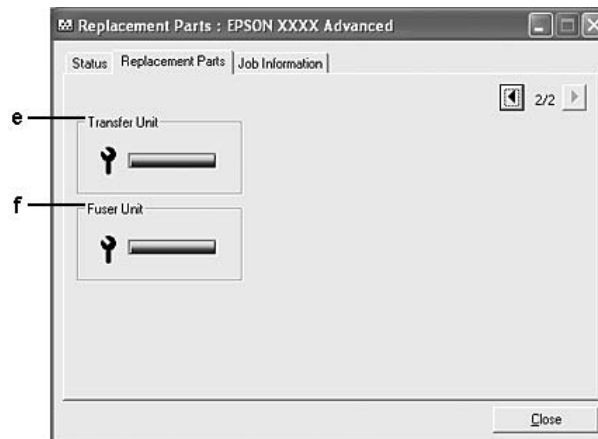 Replacement Parts : EPSON XXXX Advanced
Status Replacement Parts Job Information
2/2
e
Transfer Unit
f
Fuser Unit
Close